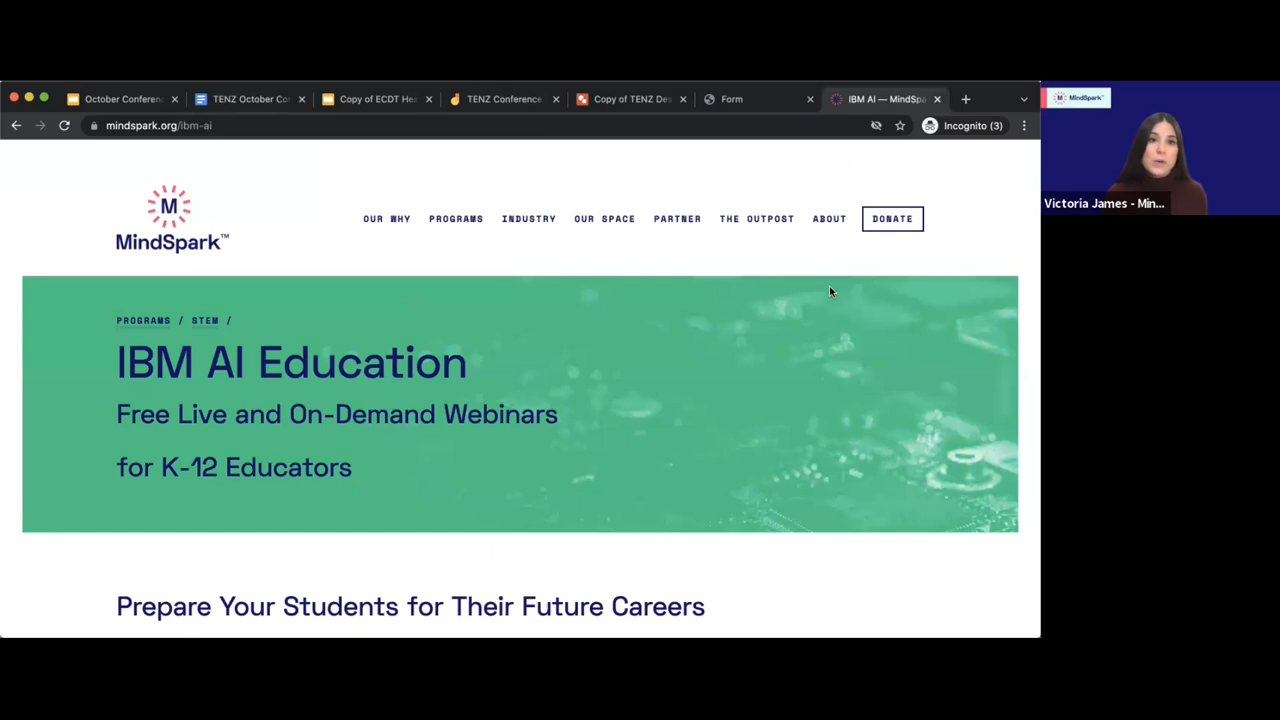 October Conferenc
TENZ October Co
Copy of ECDT He
TENZ Conference
Copy of TENZ Des
Form
IBM AI — MindSpa
mindspark.org/ibm-ai
Incognito (3)
MindSpark™
Victoria James - Min...
M
MindSpark™
OUR WHY PROGRAMS INDUSTRY OUR SPACE PARTNER THE OUTPOST ABOUT DONATE
PROGRAMS / STEM /
IBM AI Education
Free Live and On-Demand Webinars
for K-12 Educators
Prepare Your Students for Their Future Careers